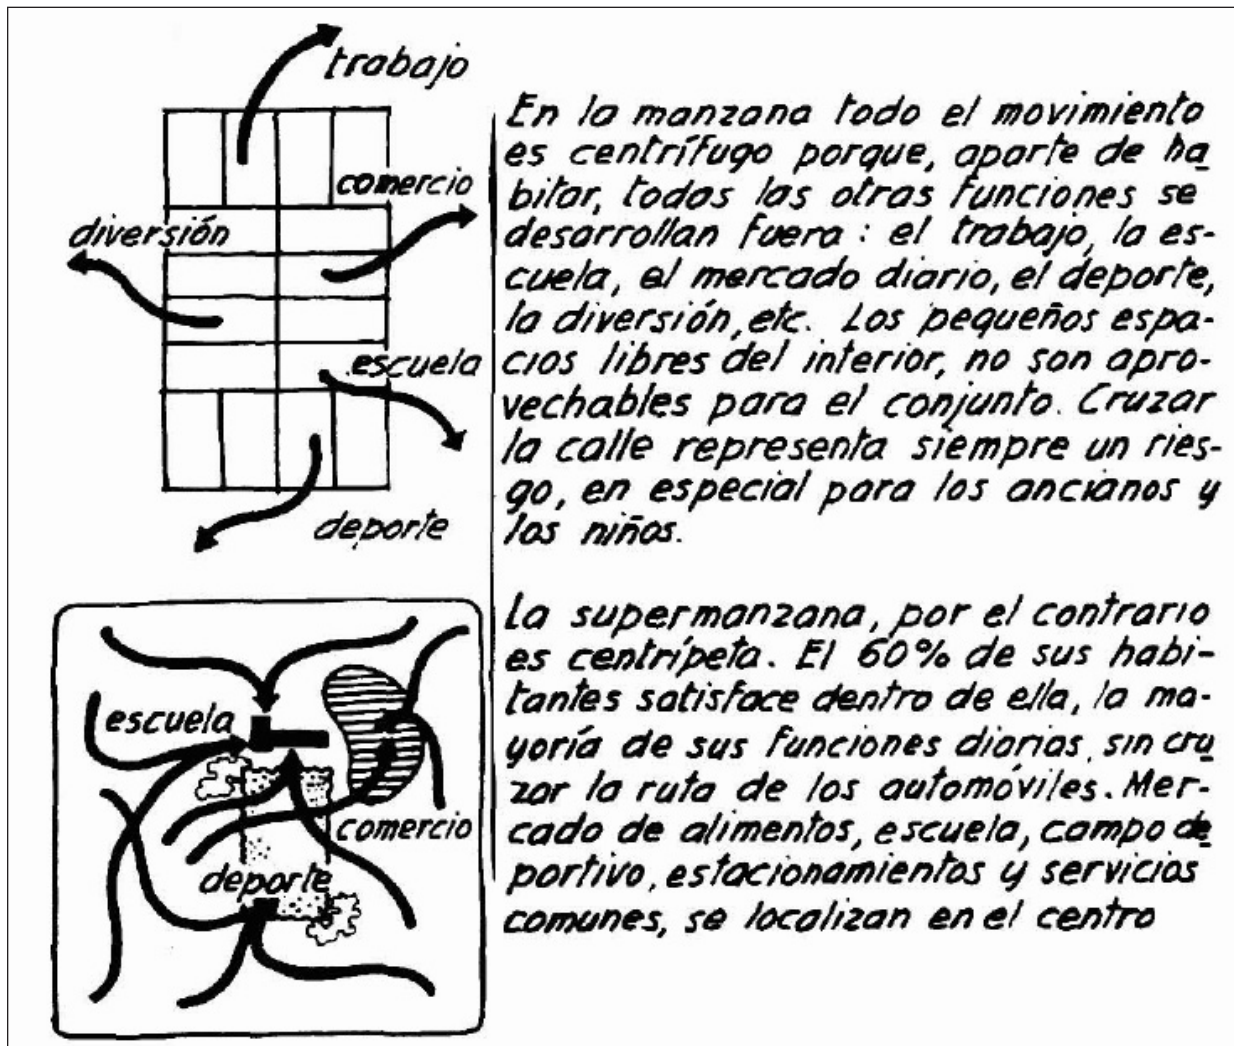 trabajo
comercio
diversión
escuela
deporte
En la manzana todo el movimiento
es centrífugo porque, aparte de ha
bitar, todas las otras funciones se
desarrollan fuera: el trabajo, la es-
cuela, el mercado diario, el deporte,
la diversión, etc. Los pequeños espa-
cios libres del interior, no son apro-
vechables para el conjunto. Cruzar
la calle representa siempre un ries-
go, en especial para los ancianos y
los niños.
escuela
comercio
deporte
La supermanzana, por el contrario
es centrípeta. El 60% de sus habi-
tantes satisface dentro de ella, la ma-
yoría de sus funciones diarias, sin cru
zar la ruta de los automóviles. Mer-
cado de alimentos, escuela, campo de
portivo, estacionamientos y servicios
comunes, se localizan en el centro